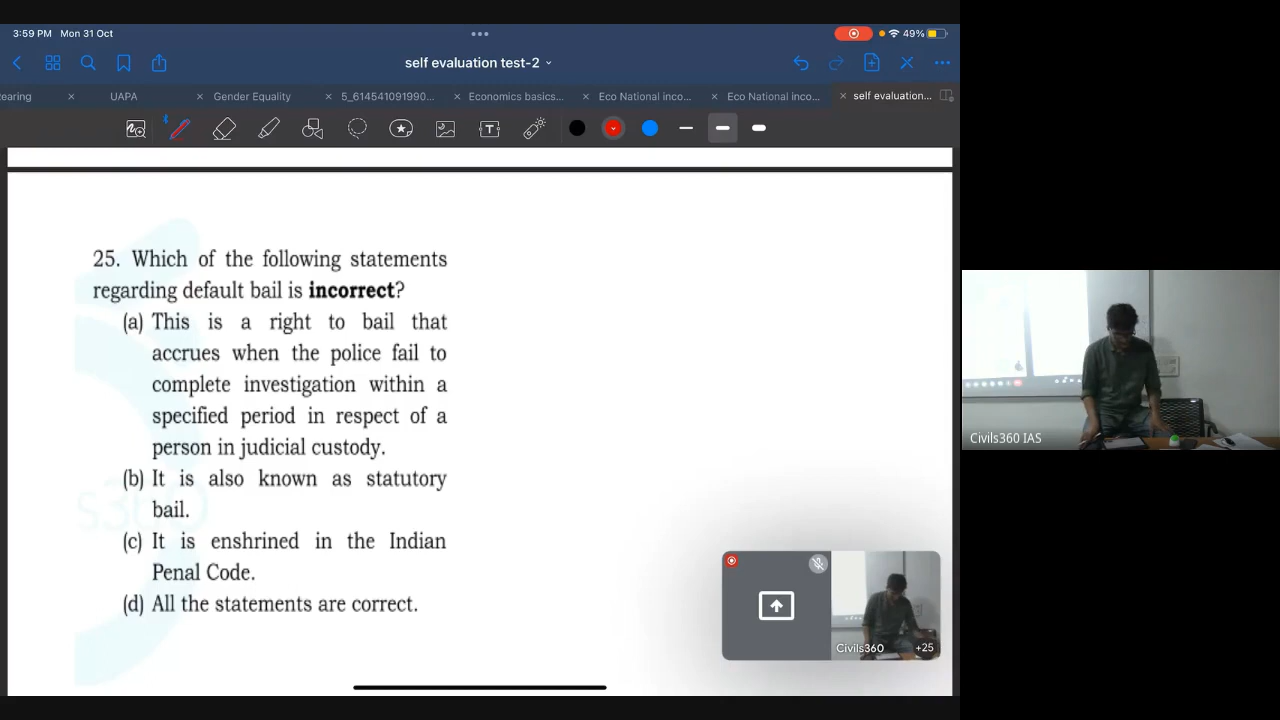 3:59 PM Mon 31 Oct
49%
self evaluation test-2
earing
UAPA
Gender Equality
5_614541091990...
Economics basics...
Eco National inco...
Eco National inco...
self evaluation...
25. Which of the following statements
regarding default bail is incorrect?
(a) This is a right to bail that
accrues when the police fail to
complete investigation within a
specified period in respect of a
person in judicial custody.
(b) It is also known as statutory
bail.
(c) It is enshrined in the Indian
Penal Code.
(d) All the statements are correct.
Civils360
+25
Civils360 IAS